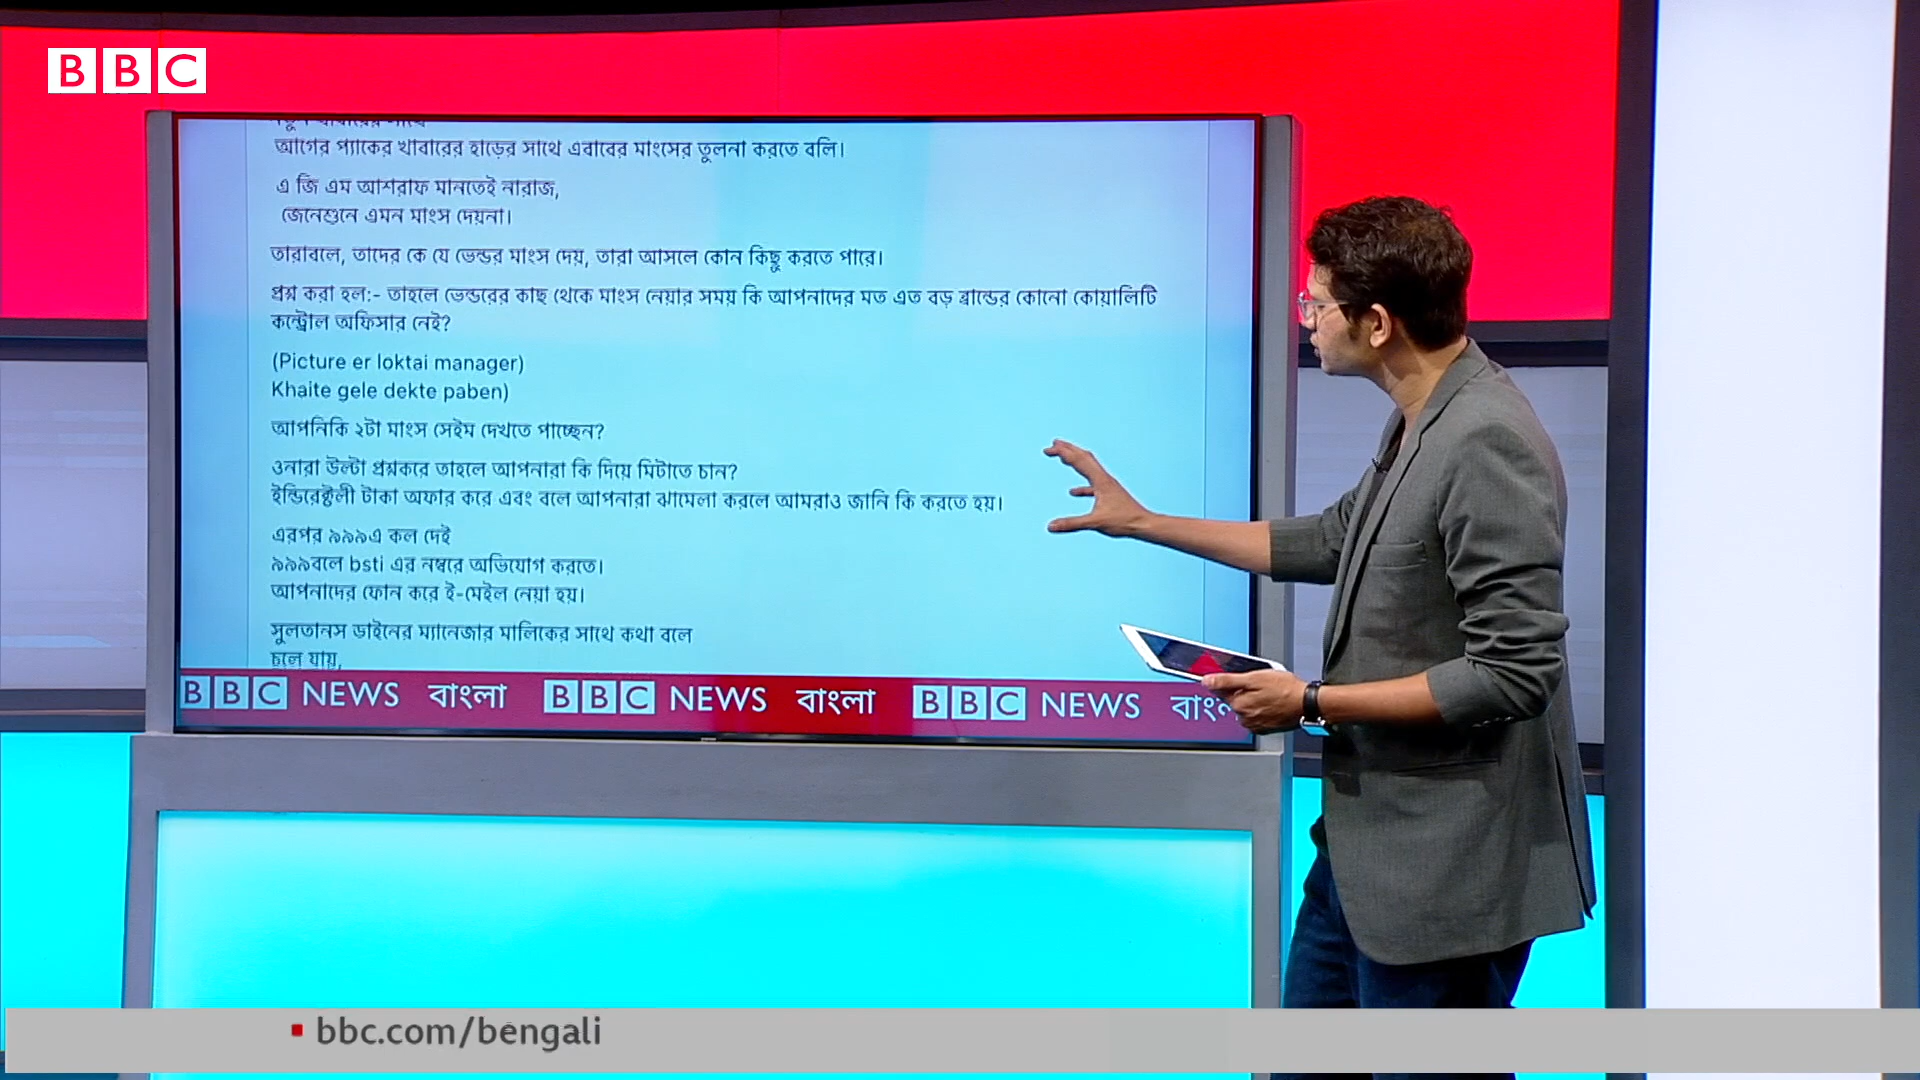 BBC
আগের প্যাকের খাবারের হাড়ের সাথে এবাবের মাংসের তুলনা করতে বলি।
এ জি এম আশরাফ মানতেই নারাজ,
জেনেশুনে এমন মাংস দেয়না।
তারাবলে, তাদের কে যে ভেন্ডর মাংস দেয়, তারা আসলে কোন কিছু করতে পারে।
প্রশ্ন করা হল:- তাহলে ভেন্ডরের কাছ থেকে মাংস নেয়ার সময় কি আপনাদের মত এত বড় ব্রান্ডের কোনো কোয়ালিটি
কন্ট্রোল অফিসার নেই?
(Picture er loktai manager)
Khaite gele dekte paben)
আপনিকি ২টা মাংস সেইম দেখতে পাচ্ছেন?
ওনারা উল্টা প্রশ্নকরে তাহলে আপনারা কি দিয়ে মিটাতে চান?
ইন্ডিরেক্টলী টাকা অফার করে এবং বলে আপনারা ঝামেলা করলে আমরাও জানি কি করতে হয়।
এরপর ৯৯৯এ কল দেই
৯৯৯বলে bsti এর নম্বরে অভিযোগ করতে।
আপনাদের ফোন করে ই-মেইল নেয়া হয়।
সুলতানস ডাইনের ম্যানেজার মালিকের সাথে কথা বলে
চলে যায়,
BBC NEWS বাংলা BBC NEWS বাংলা BBC NEWS
bbc.com/bengali